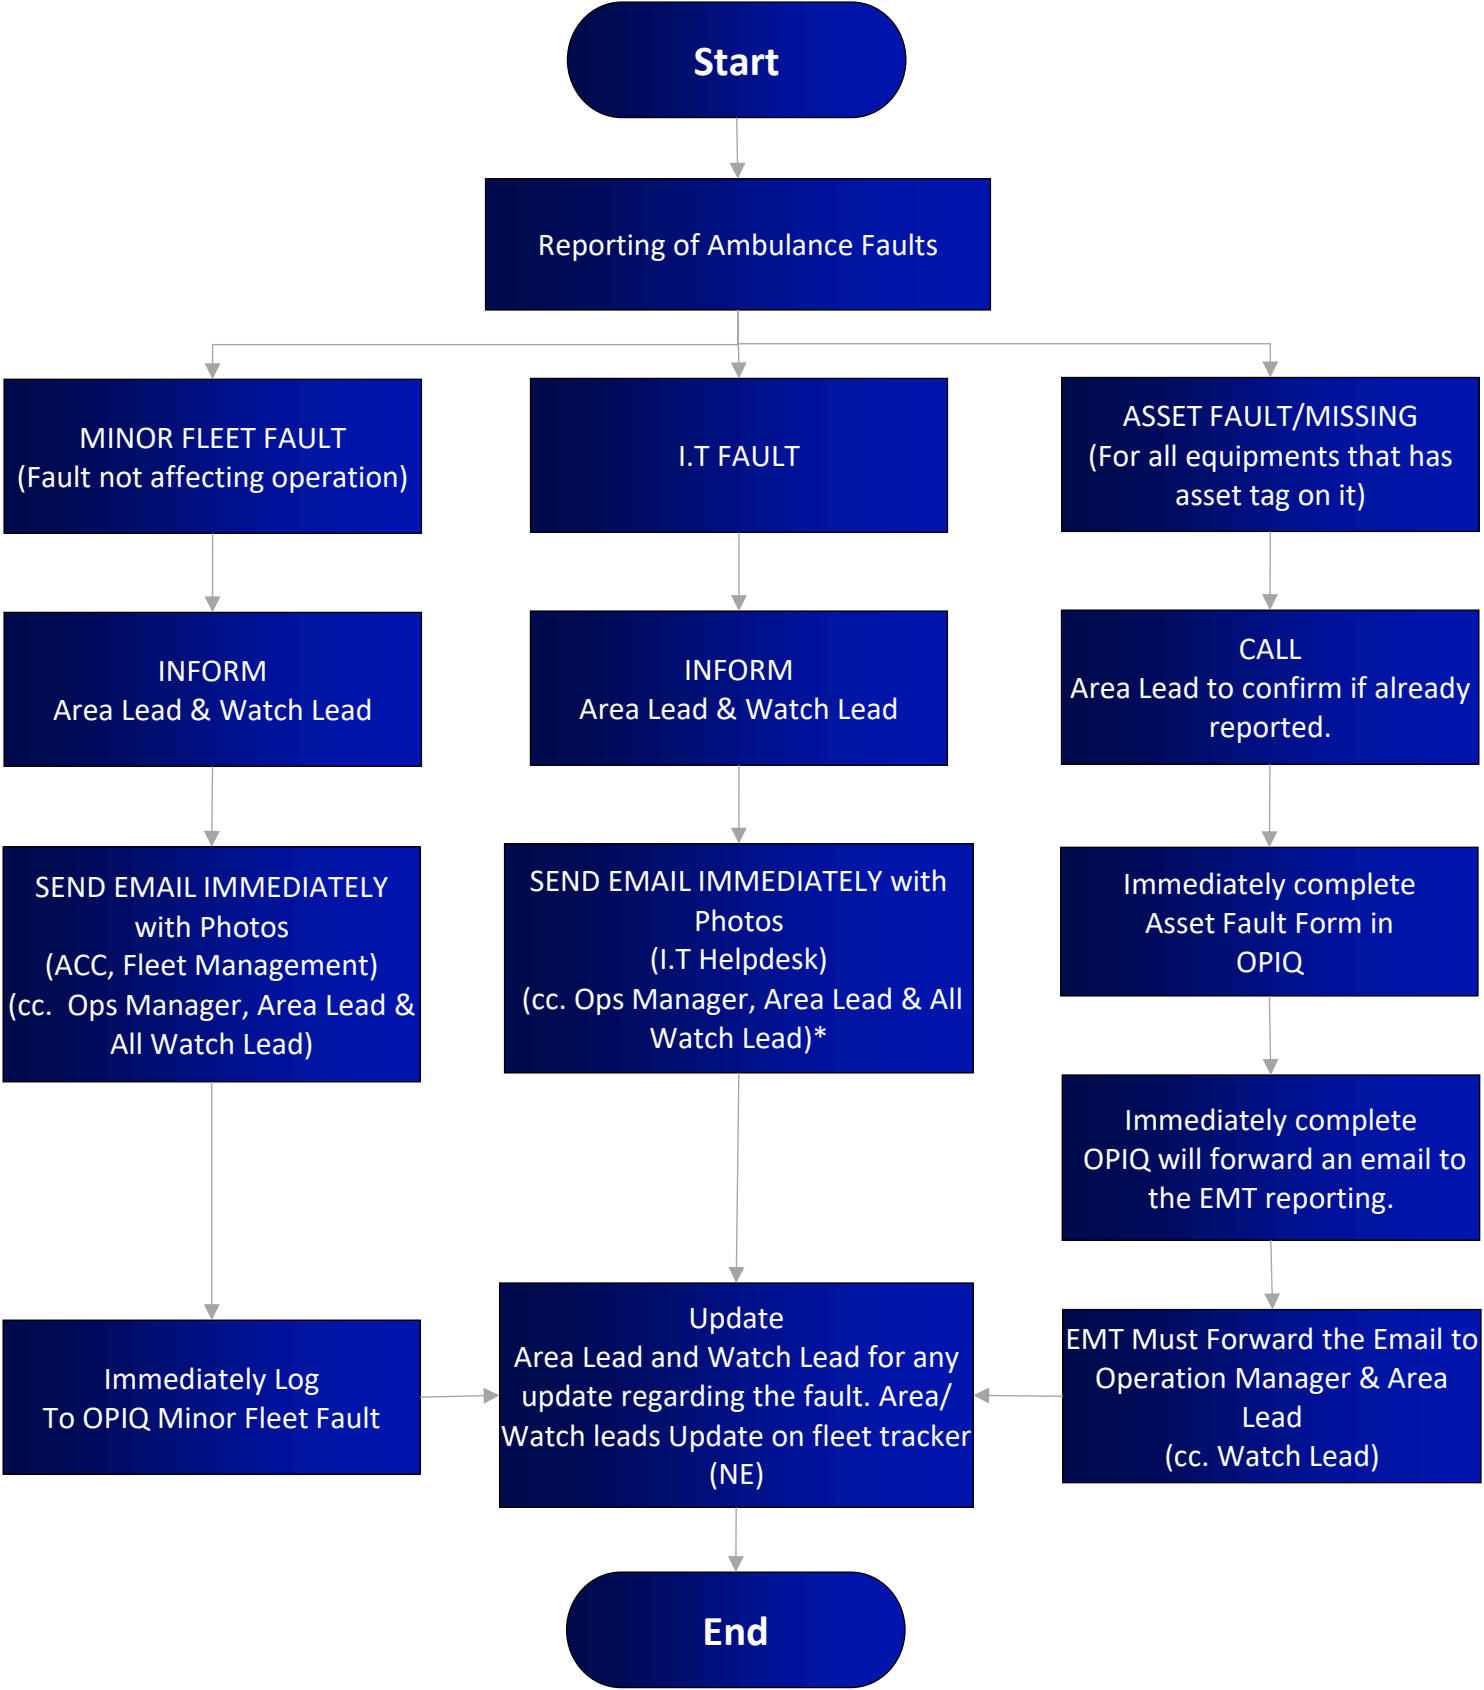 Start
Reporting of Ambulance Faults
MINOR FLEET FAULT
(Fault not affecting operation)
I.T FAULT
ASSET FAULT/MISSING
(For all equipments that has
asset tag on it)
INFORM
Area Lead & Watch Lead
INFORM
Area Lead & Watch Lead
CALL
Area Lead to confirm if already
reported.
SEND EMAIL IMMEDIATELY
with Photos
(ACC, Fleet Management)
(cc.  Ops Manager, Area Lead &
All Watch Lead)
SEND EMAIL IMMEDIATELY with
Photos
(I.T Helpdesk)
(cc. Ops Manager, Area Lead & All
Watch Lead)*
Immediately complete
Asset Fault Form in
OPIQ
Immediately complete
OPIQ will forward an email to
the EMT reporting.
Immediately Log
To OPIQ Minor Fleet Fault
Update
Area Lead and Watch Lead for any
update regarding the fault. Area/
Watch leads Update on fleet tracker
(NE)
EMT Must Forward the Email to
Operation Manager & Area
Lead
(cc. Watch Lead)
End